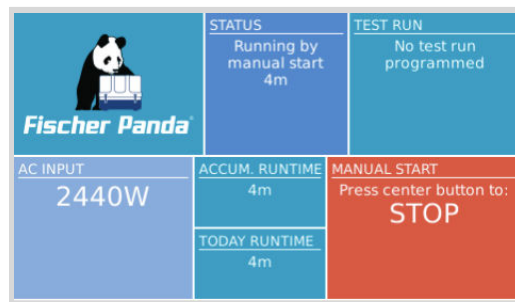 Fischer Panda
STATUS
Running by
manual start
4m
TEST RUN
No test run
programmed
AC INPUT
2440W
ACCUM. RUNTIME
4m
TODAY RUNTIME
4m
MANUAL START
Press center button to:
STOP